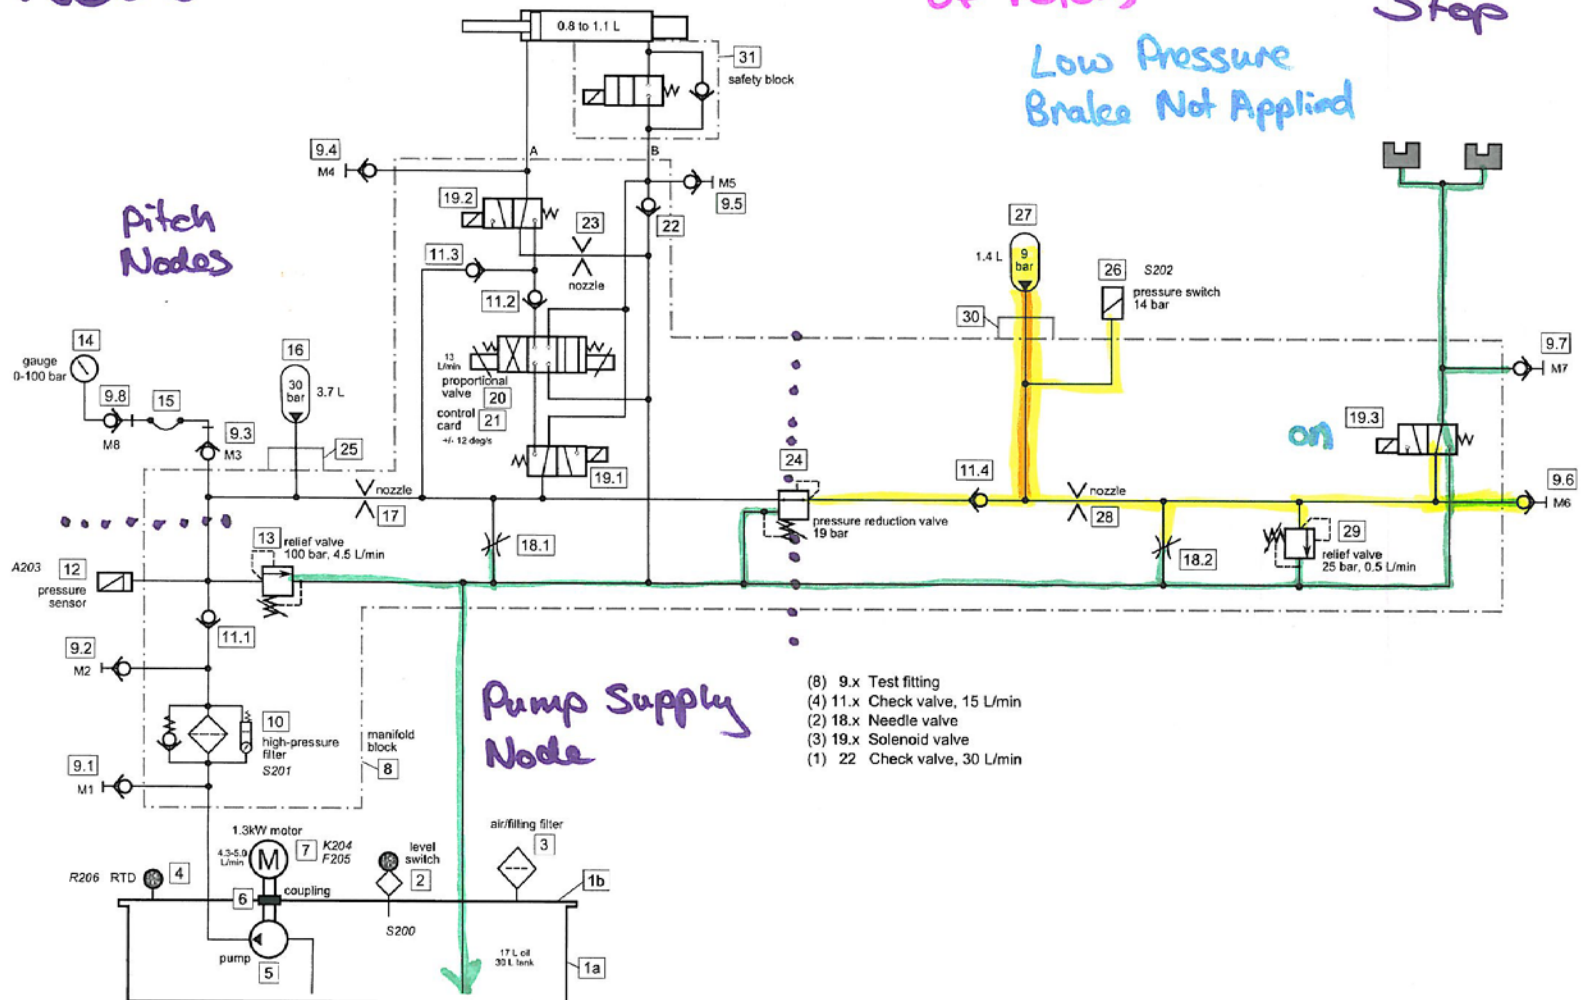 Stop
Low Pressure
Brake Not Applied
0.8 to 1.1 L
31
safety block
A
B
9.4
M4
M5
9.5
19.2
23
22
nozzle
11.3
11.2
Pitch
Nodes
27
9
bar
1.4 L
26
S202
pressure switch
14 bar
30
14
gauge
0-100 bar
9.8
M8
15
16
30
bar
3.7 L
9.3
M3
25
13
L/min
proportional
valve
20
control
card
21
+/- 12 deg/s
19.1
9.7
M7
on
19.3
24
11.4
nozzle
28
9.6
M6
nozzle
17
pressure reduction valve
19 bar
18.1
18.2
29
relief valve
25 bar, 0.5 L/min
13
relief valve
100 bar, 4.5 L/min
A203
12
pressure
sensor
11.1
9.2
M2
10
high-pressure
filter
S201
manifold
block
8
9.1
M1
Pump Supply
Node
(8) 9.x Test fitting
(4) 11.x Check valve, 15 L/min
(2) 18.x Needle valve
(3) 19.x Solenoid valve
(1) 22 Check valve, 30 L/min
1.3kW motor
4.3-5.0
L/min
M
7
K204
F205
level
switch
2
S200
air/filling filter
3
R206 RTD
4
6
coupling
1b
pump
5
17 L oil
30 L tank
1a